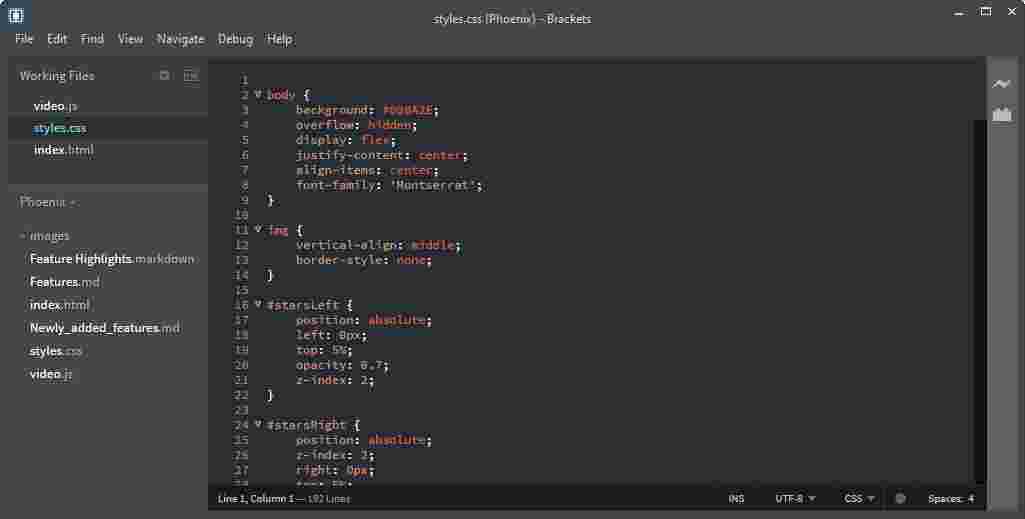 styles.css (Phoenix) - Brackets
File Edit Find View Navigate Debug Help
Working Files
video.js
styles.css
index.html
Phoenix
images
Feature Highlights.markdown
Features.md
index.html
Newly_added_features.md
styles.css
video.js
1
2 body {
3 background: #000A2E;
4 overflow: hidden;
5 display: flex;
6 justify-content: center;
7 align-items: center;
8 font-family: 'Montserrat';
9 }
10
11 img {
12 vertical-align: middle;
13 border-style: none;
14 }
15
16 #starsLeft {
17 position: absolute;
18 left: 0px;
19 top: 5%;
20 opacity: 0.7;
21 z-index: 2;
22 }
23
24 #starsRight {
25 position: absolute;
26 z-index: 2;
27 right: 0px;
28 top: 5%;
Line 1, Column 1 — 192 Lines INS UTF-8 CSS Spaces: 4